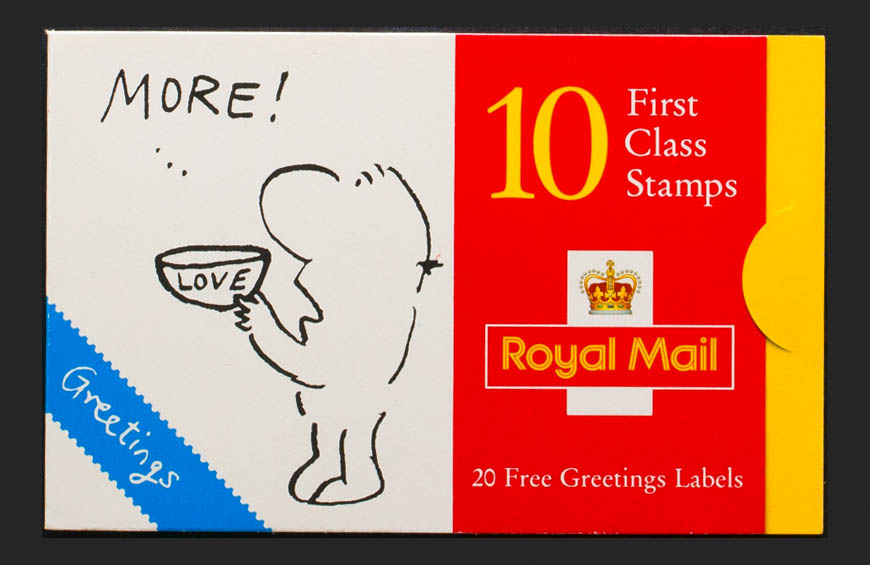 MORE!
LOVE
Greetings
10
First
Class
Stamps
Royal Mail
20 Free Greetings Labels